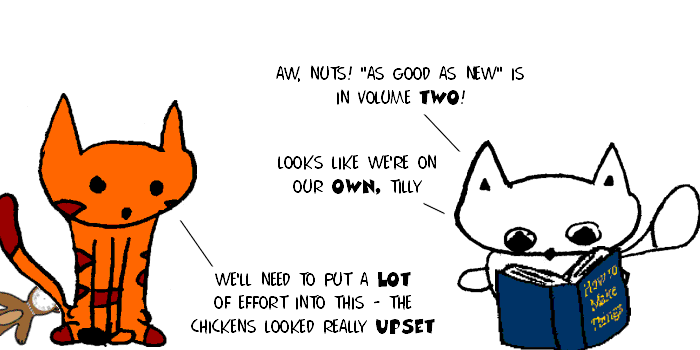 AW, NUTS! "AS GOOD AS NEW" IS
IN VOLUME TWO!
LOOKS LIKE WE'RE ON
OUR OWN, TILLY
WE'LL NEED TO PUT A LOT
OF EFFORT INTO THIS - THE
CHICKENS LOOKED REALLY UPSET
How to
Make
Things